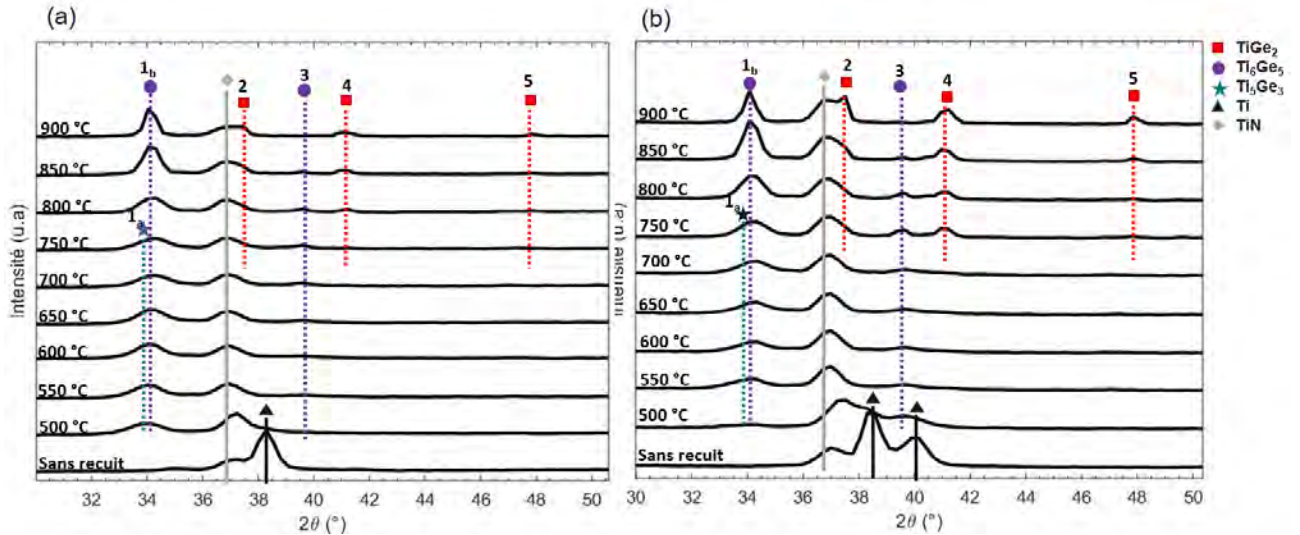 (a)
Intensité (u.a)
1b
2
3
4
5
1a
900 °C
850 °C
800 °C
750 °C
700 °C
650 °C
600 °C
550 °C
500 °C
Sans recuit
32 34 36 38 40 42 44 46 48 50
2θ (°)
(b)
1b
2
3
4
5
1a
900 °C
850 °C
800 °C
750 °C
700 °C
650 °C
600 °C
550 °C
500 °C
Sans recuit
30 32 34 36 38 40 42 44 46 48 50
2θ (°)
TiGe2
Ti6Ge5
Ti5Ge3
Ti
TiN